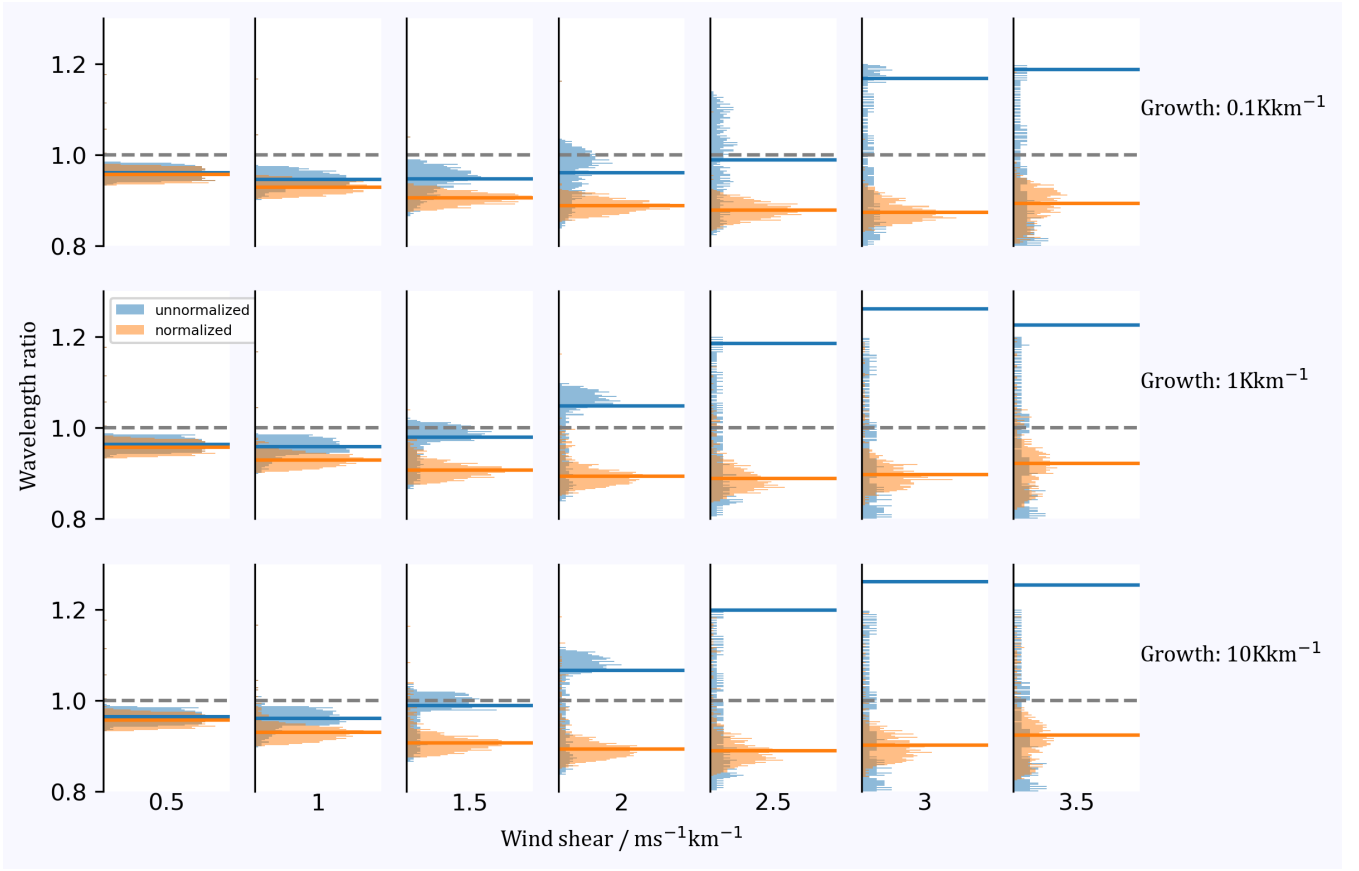 1.2
1.0
0.8
Growth: 0.1Kkm⁻¹
unnormalized
normalized
1.2
1.0
0.8
Growth: 1Kkm⁻¹
Wavelength ratio
1.2
1.0
0.8
Growth: 10Kkm⁻¹
0.5 1 1.5 2 2.5 3 3.5
Wind shear / ms⁻¹km⁻¹